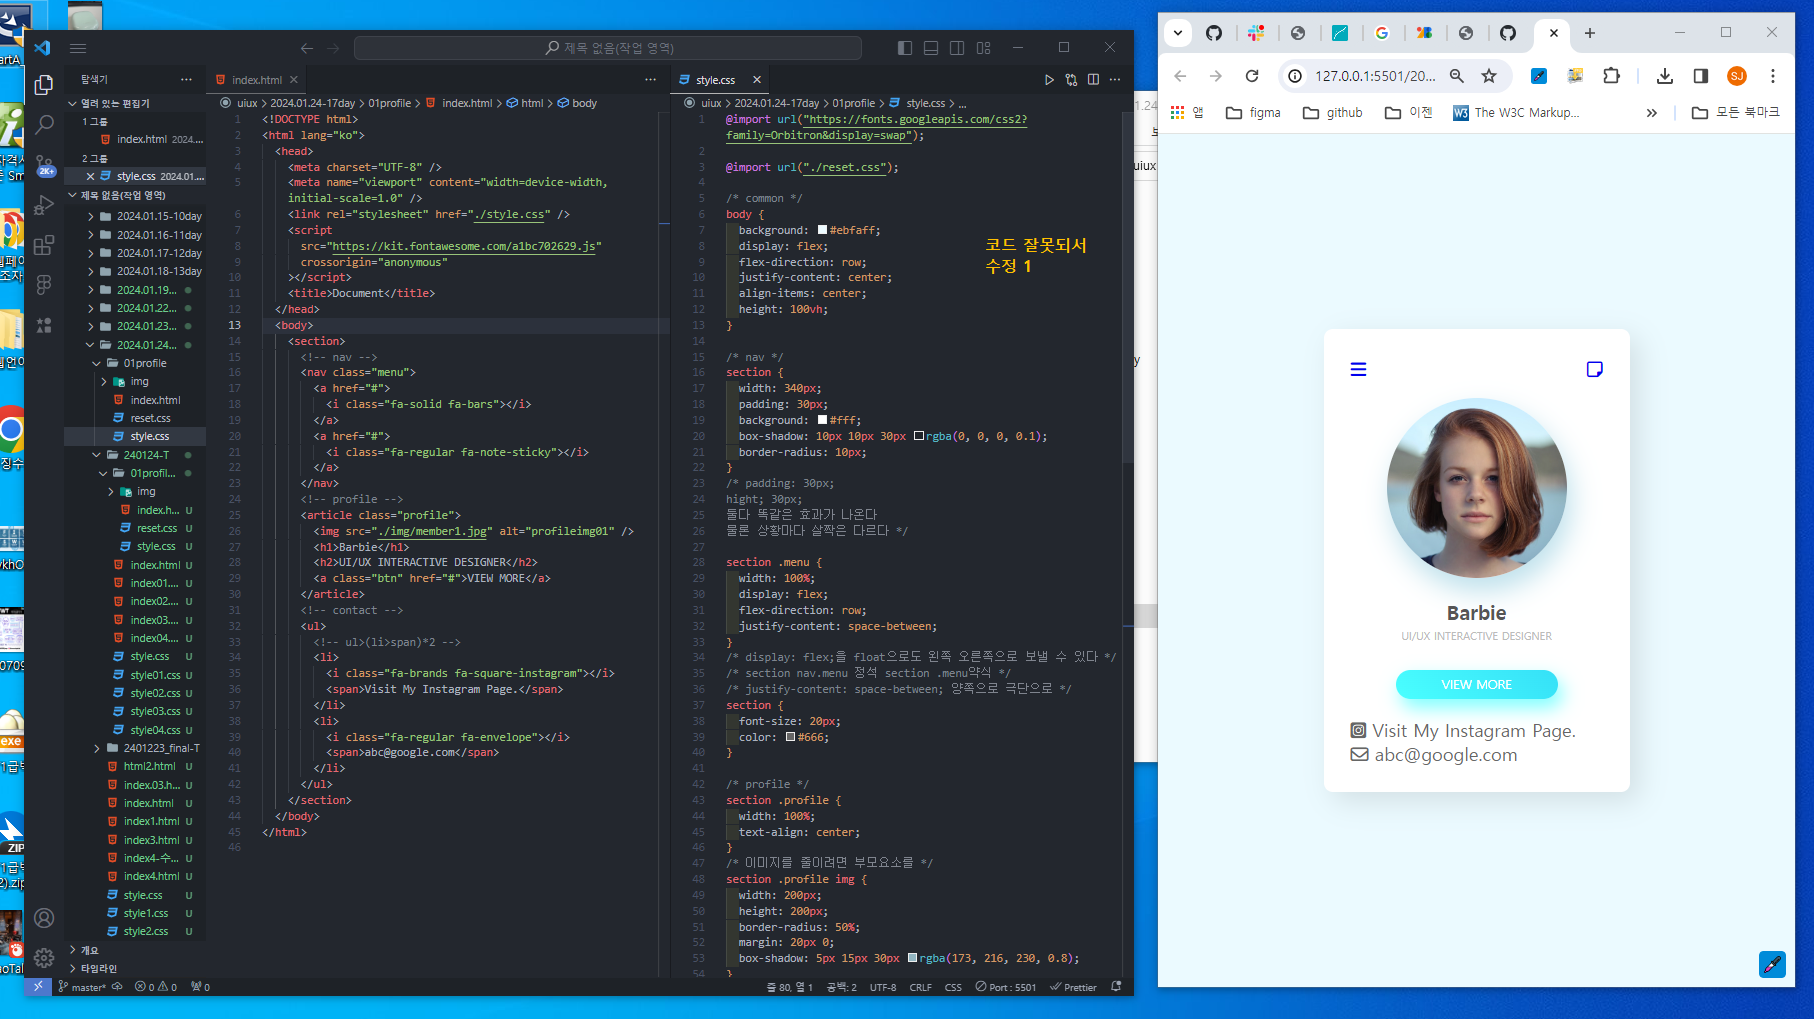 제목 없음(작업 영역)
탐색기
열려 있는 편집기
1 그룹
index.html 2024....
2 그룹
style.css 2024.01....
제목 없음(작업 영역)
2024.01.15-10day
2024.01.16-11day
2024.01.17-12day
2024.01.18-13day
2024.01.19...
2024.01.22...
2024.01.23...
2024.01.24...
01profile
img
index.html
reset.css
style.css
240124-T
01profil...
img
index.h... U
reset.css U
style.css U
index.html U
index01.... U
index02.... U
index03.... U
index04.... U
style.css U
style01.css U
style02.css U
style03.css U
style04.css U
2401223_final-T
html2.html U
index.03.h... U
index.html U
index1.html U
index3.html U
index4-수... U
index4.html U
style.css U
style1.css U
style2.css U
개요
타임라인
2K+
index.html
uiux > 2024.01.24-17day > 01profile > index.html > html > body
1 <!DOCTYPE html>
2 <html lang="ko">
3 <head>
4 <meta charset="UTF-8" />
5 <meta name="viewport" content="width=device-width,
initial-scale=1.0" />
6 <link rel="stylesheet" href="./style.css" />
7 <script
8 src="https://kit.fontawesome.com/a1bc702629.js"
9 crossorigin="anonymous"
10 ></script>
11 <title>Document</title>
12 </head>
13 <body>
14 <section>
15 <!-- nav -->
16 <nav class="menu">
17 <a href="#">
18 <i class="fa-solid fa-bars"></i>
19 </a>
20 <a href="#">
21 <i class="fa-regular fa-note-sticky"></i>
22 </a>
23 </nav>
24 <!-- profile -->
25 <article class="profile">
26 <img src="./img/member1.jpg" alt="profileimg01" />
27 <h1>Barbie</h1>
28 <h2>UI/UX INTERACTIVE DESIGNER</h2>
29 <a class="btn" href="#">VIEW MORE</a>
30 </article>
31 <!-- contact -->
32 <ul>
33 <!-- ul>(li>span)*2 -->
34 <li>
35 <i class="fa-brands fa-square-instagram"></i>
36 <span>Visit My Instagram Page.</span>
37 </li>
38 <li>
39 <i class="fa-regular fa-envelope"></i>
40 <span>abc@google.com</span>
41 </li>
42 </ul>
43 </section>
44 </body>
45 </html>
46
style.css
uiux > 2024.01.24-17day > 01profile > style.css > ...
1 @import url("https://fonts.googleapis.com/css2?
family=Orbitron&display=swap");
2
3 @import url("./reset.css");
4
5 /* common */
6 body {
7 background: #ebfaff;
8 display: flex;
9 flex-direction: row;
10 justify-content: center;
11 align-items: center;
12 height: 100vh;
13 }
14
15 /* nav */
16 section {
17 width: 340px;
18 padding: 30px;
19 background: #fff;
20 box-shadow: 10px 10px 30px rgba(0, 0, 0, 0.1);
21 border-radius: 10px;
22 }
23 /* padding: 30px;
24 hight; 30px;
25 둘다 똑같은 효과가 나온다
26 물론 상황마다 살짝은 다르다 */
27
28 section .menu {
29 width: 100%;
30 display: flex;
31 flex-direction: row;
32 justify-content: space-between;
33 }
34 /* display: flex;을 float으로도 왼쪽 오른쪽으로 보낼 수 있다 */
35 /* section nav.menu 정석 section .menu약식 */
36 /* justify-content: space-between; 양쪽으로 극단으로 */
37 section {
38 font-size: 20px;
39 color: #666;
40 }
41
42 /* profile */
43 section .profile {
44 width: 100%;
45 text-align: center;
46 }
47 /* 이미지를 줄이려면 부모요소를 */
48 section .profile img {
49 width: 200px;
50 height: 200px;
51 border-radius: 50%;
52 margin: 20px 0;
53 box-shadow: 5px 15px 30px rgba(173, 216, 230, 0.8);
54 }
코드 잘못되서
수정 1
master*
0 0
0
줄 80, 열 1
공백: 2
UTF-8
CRLF
CSS
Port : 5501
Prettier
127.0.0.1:5501/20...
SJ
앱
figma
github
이젠
The W3C Markup...
모든 북마크
Barbie
UI/UX INTERACTIVE DESIGNER
VIEW MORE
Visit My Instagram Page.
abc@google.com
uiux
ZIP
exe